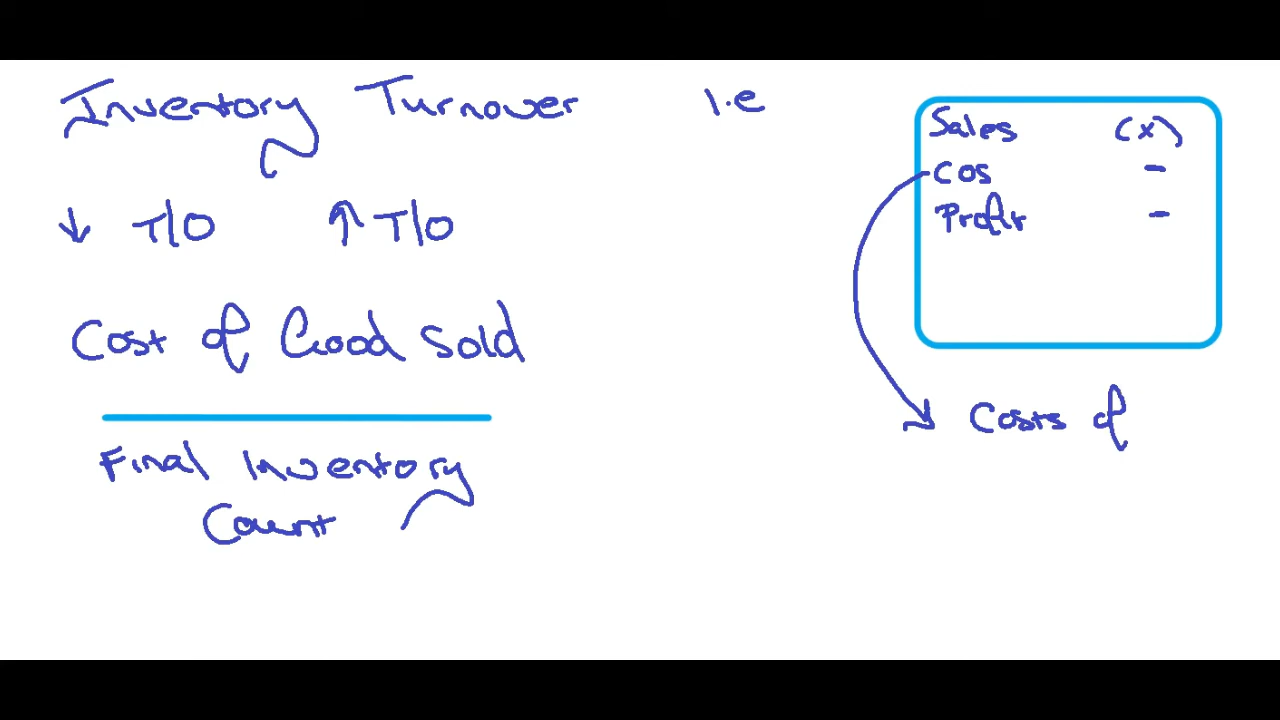 Inventory Turnover i.e
↓ T/O ↑ T/O
Cost of Good Sold
Final Inventory
Count
Sales (x)
Cos -
Profit -
Costs of